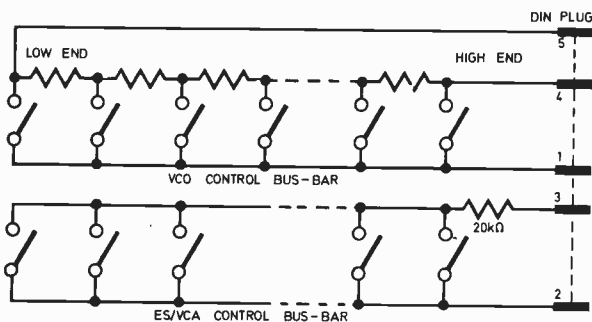 DIN PLUG
5
LOW END
HIGH END
4
1
VCO CONTROL BUS-BAR
3
20kΩ
2
ES/VCA CONTROL BUS-BAR